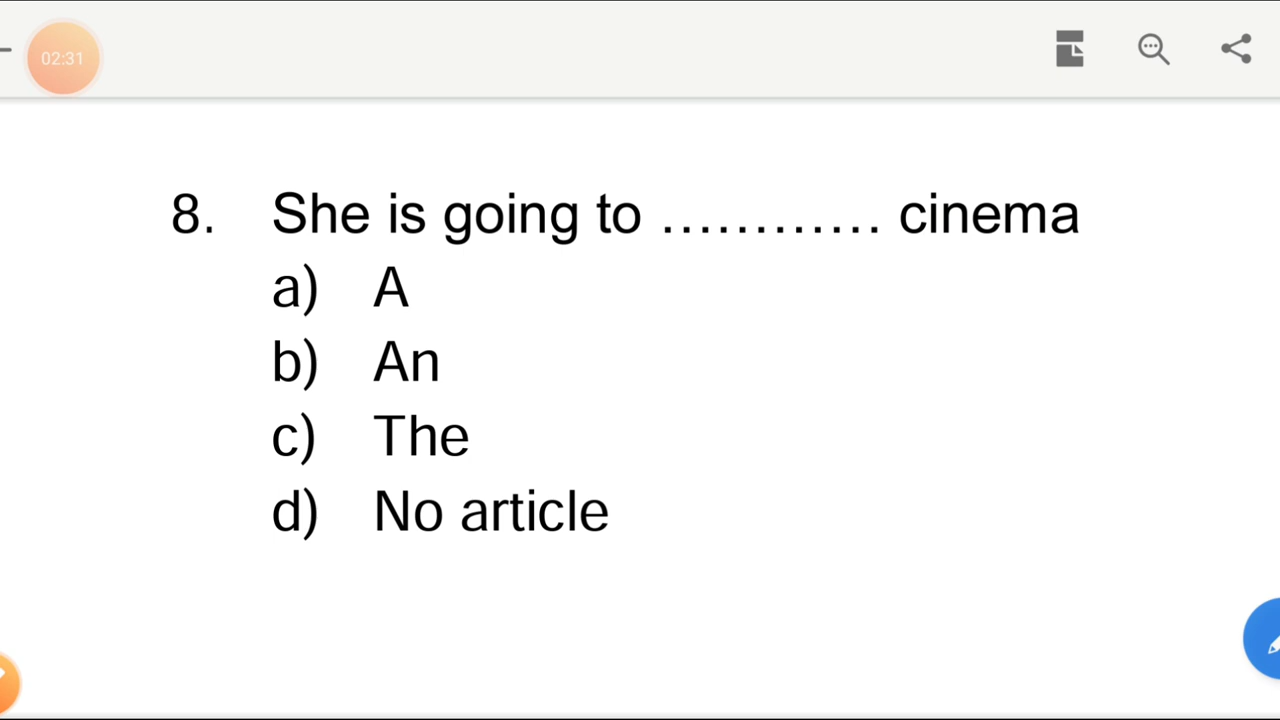 02:31
8. She is going to ............ cinema
a) A
b) An
c) The
d) No article